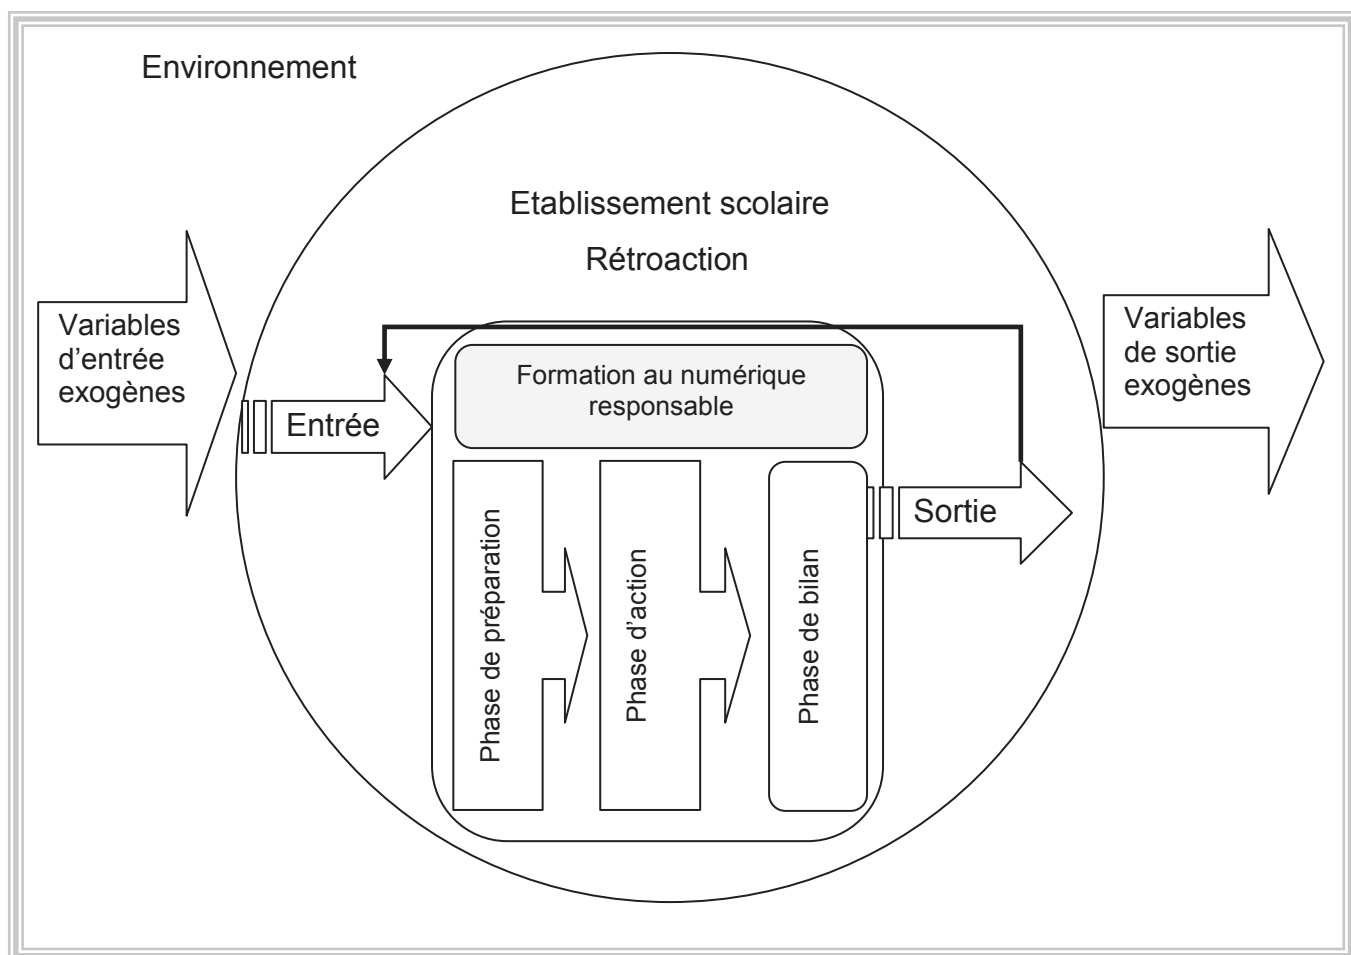 Environnement
Etablissement scolaire
Rétroaction
Variables
d’entrée
exogènes
Entrée
Formation au numérique
responsable
Phase de préparation
Phase d’action
Phase de bilan
Sortie
Variables
de sortie
exogènes